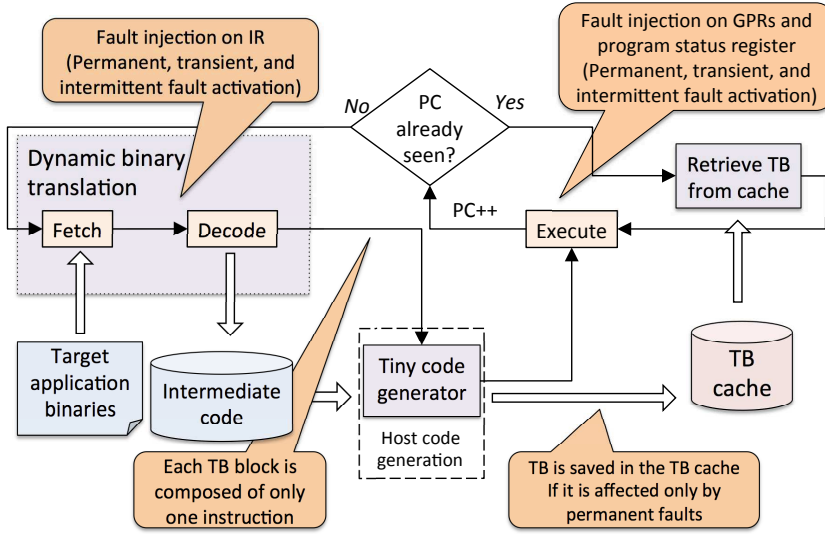 Fault injection on IR
(Permanent, transient, and
intermittent fault activation)
Fault injection on GPRs and
program status register
(Permanent, transient, and
intermittent fault activation)
No
PC
already
seen?
Yes
Dynamic binary
translation
Retrieve TB
from cache
Fetch
Decode
PC++
Execute
Target
application
binaries
Intermediate
code
Tiny code
generator
TB
cache
Host code
generation
Each TB block is
composed of only
one instruction
TB is saved in the TB cache
If it is affected only by
permanent faults